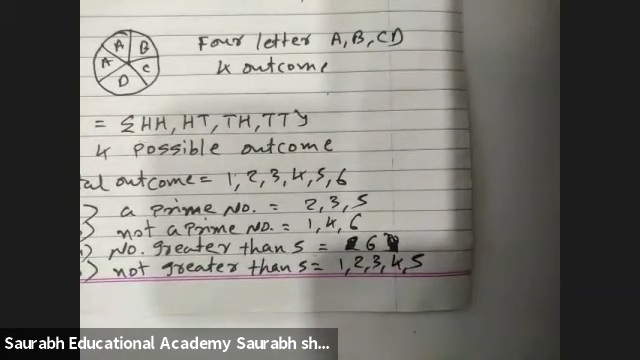 A B
A C
D
Four letter A, B, C D
4 outcome
= {HH, HT, TH, TT}
4 possible outcome
tal outcome = 1, 2, 3, 4, 5, 6
) a prime No. = 2, 3, 5
) not a prime No. = 1, 4, 6
) No. greater than 5 = 6
) not greater than 5 = 1, 2, 3, 4, 5
Saurabh Educational Academy Saurabh sh...